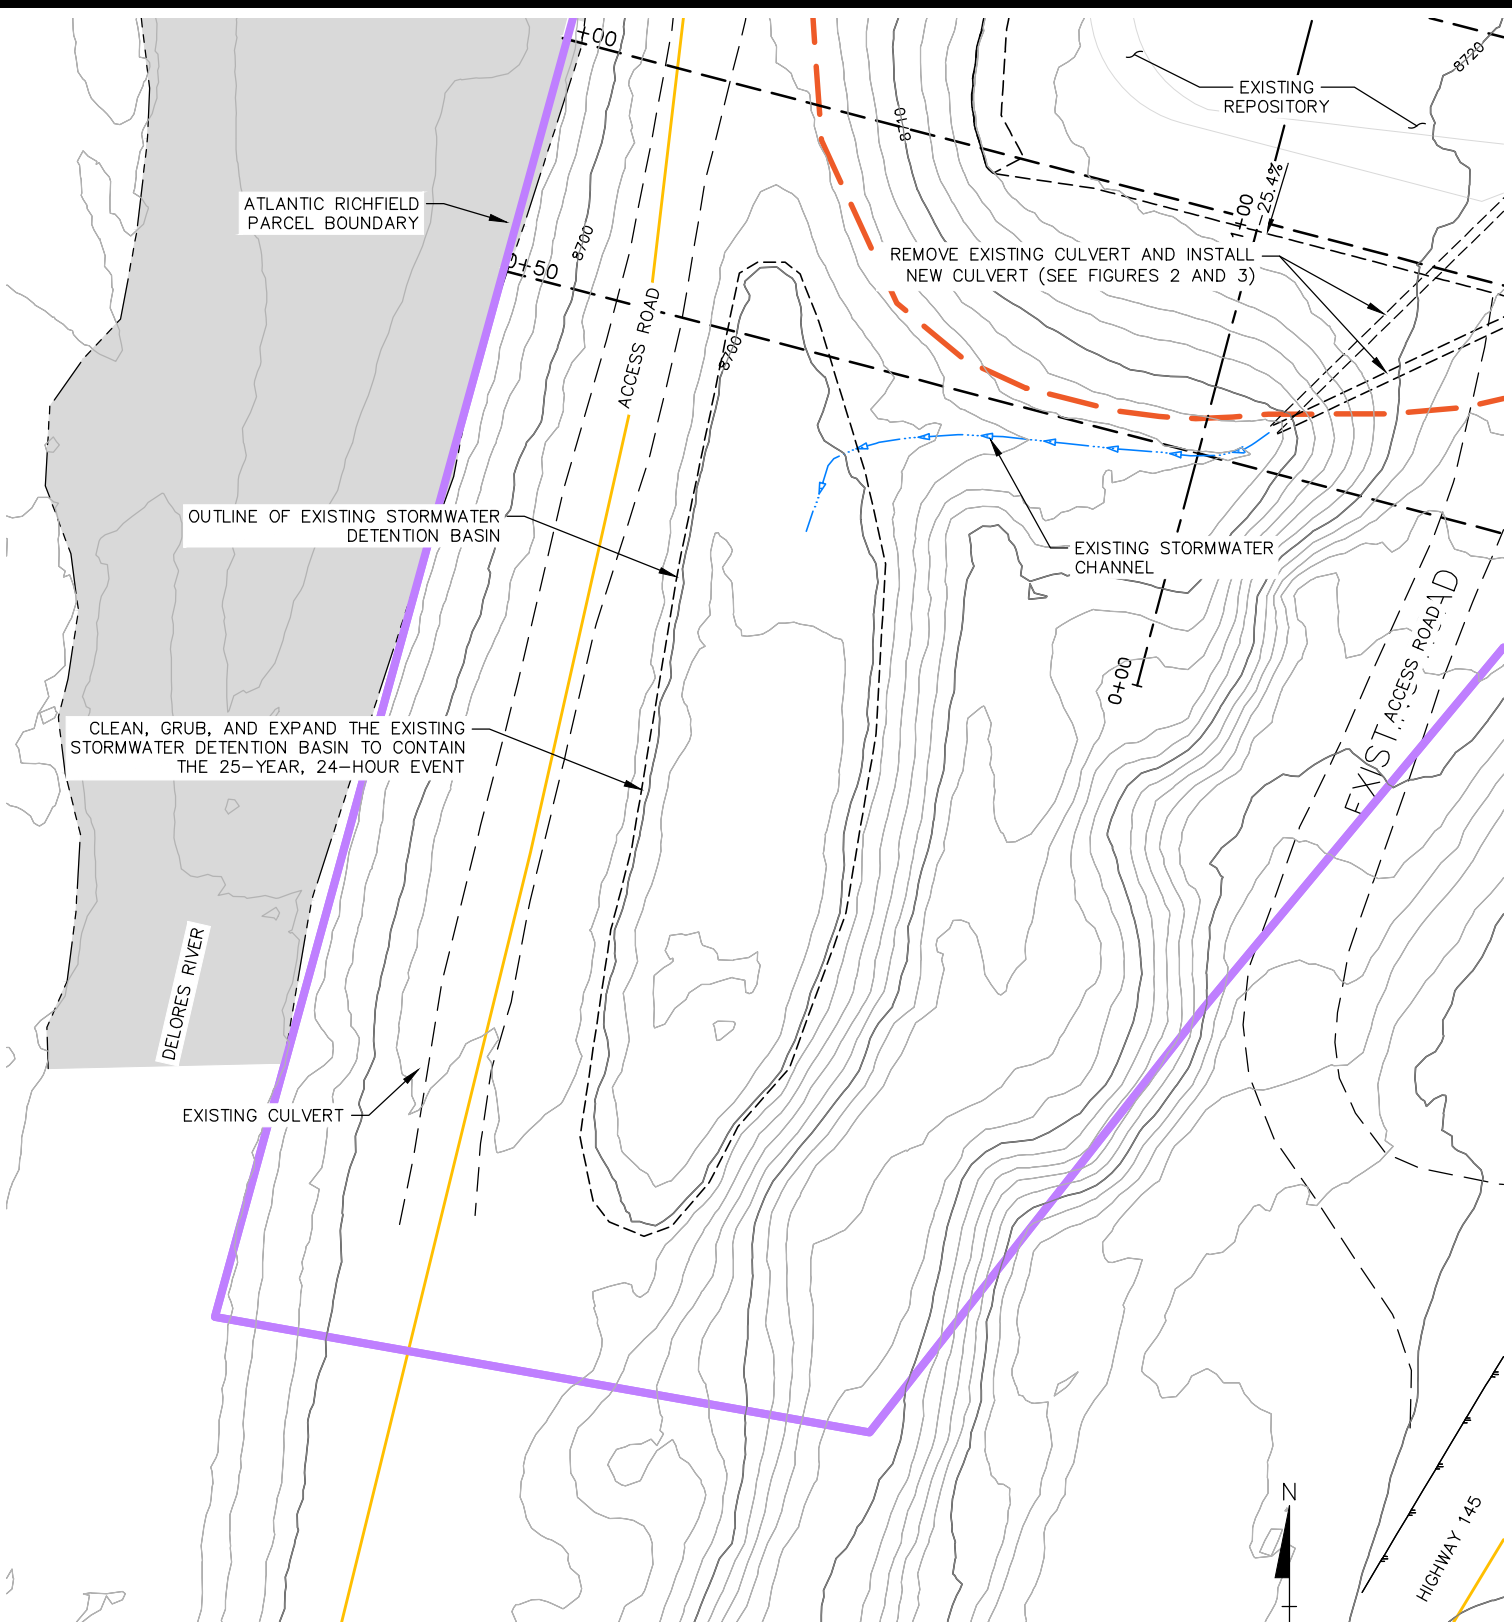 +00
8720
EXISTING
REPOSITORY
8710
25.4%
1+00
ATLANTIC RICHFIELD
PARCEL BOUNDARY
8700
0+50
REMOVE EXISTING CULVERT AND INSTALL
NEW CULVERT (SEE FIGURES 2 AND 3)
ACCESS ROAD
8700
OUTLINE OF EXISTING STORMWATER
DETENTION BASIN
EXISTING STORMWATER
CHANNEL
ACCESS ROAD
0+00
CLEAN, GRUB, AND EXPAND THE EXISTING
STORMWATER DETENTION BASIN TO CONTAIN
THE 25-YEAR, 24-HOUR EVENT
DELORES RIVER
EXISTING CULVERT
N
HIGHWAY 145